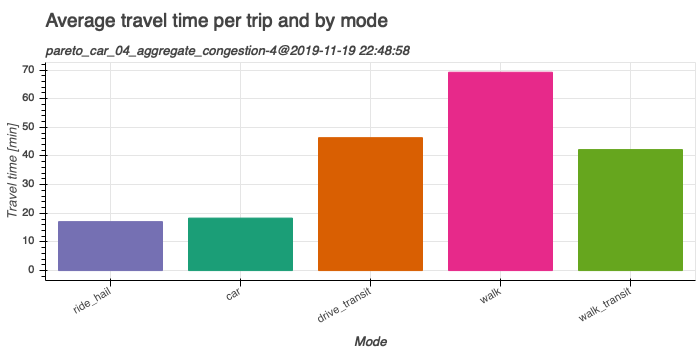 Average travel time per trip and by mode
pareto_car_04_aggregate_congestion-4@2019-11-19 22:48:58
Travel time [min]
70
60
50
40
30
20
10
0
ride_hail
car
drive_transit
walk
walk_transit
Mode